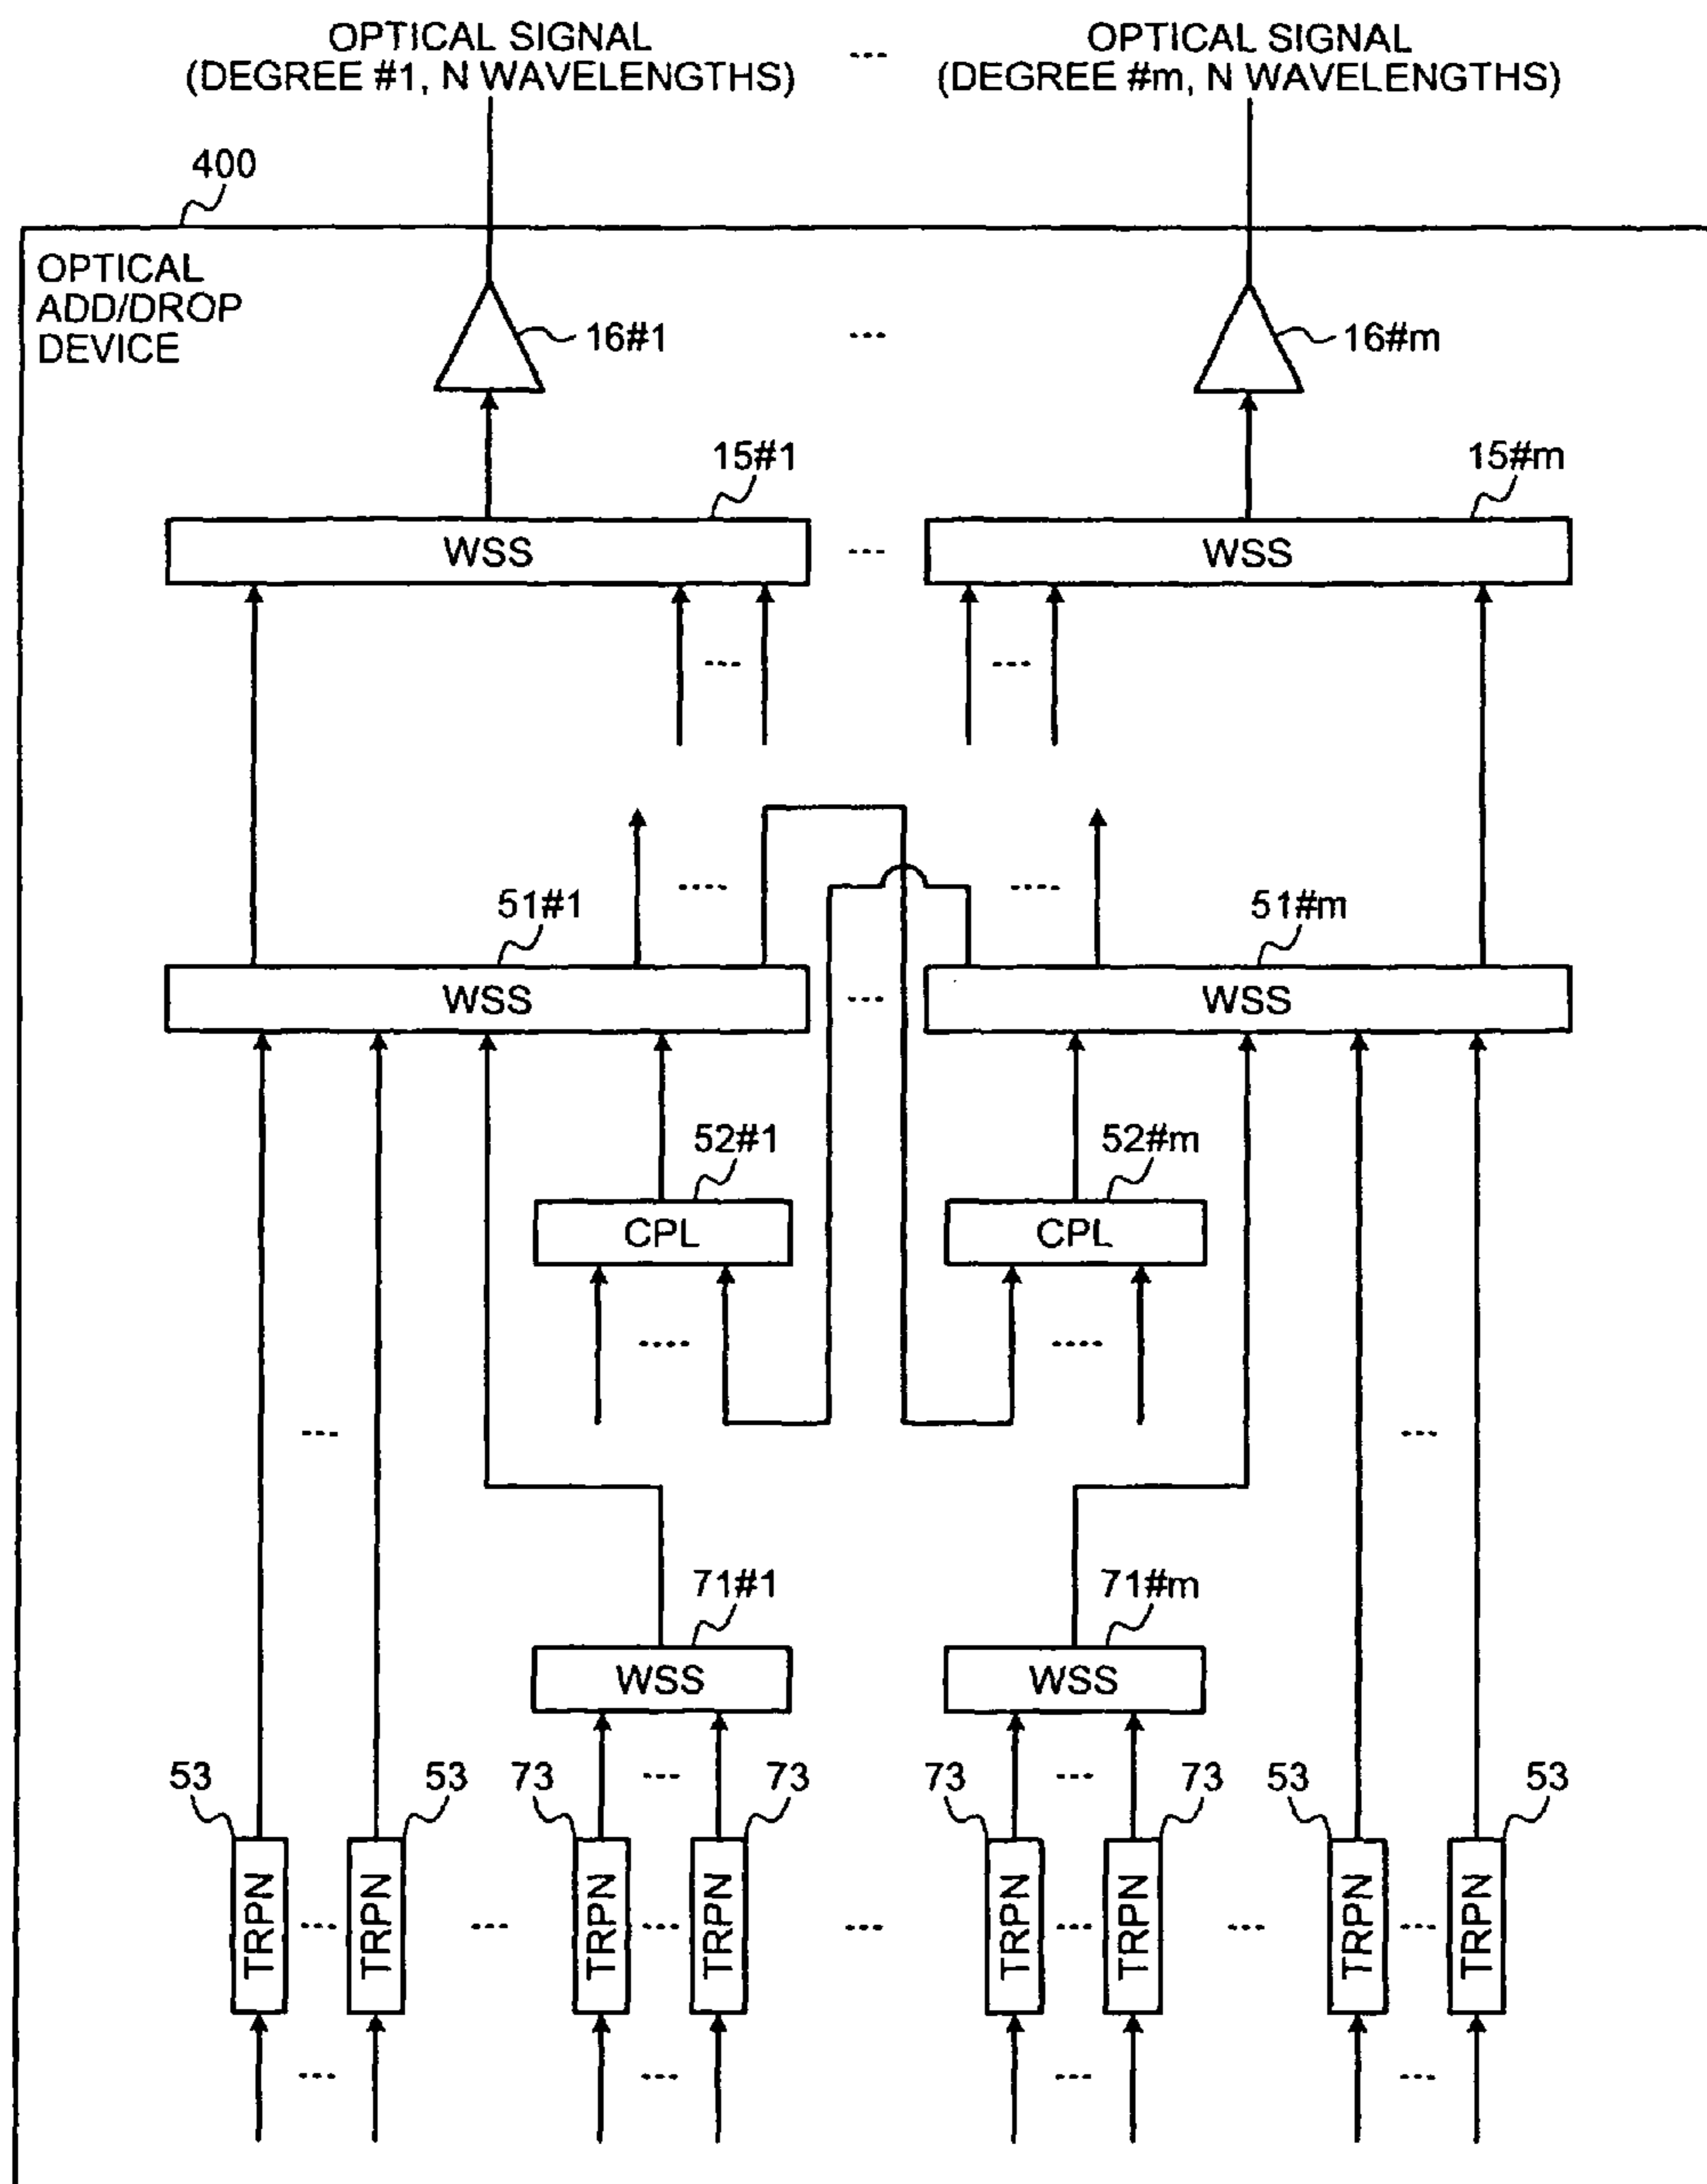 OPTICAL SIGNAL
(DEGREE #1, N WAVELENGTHS)
---
OPTICAL SIGNAL
(DEGREE #m, N WAVELENGTHS)
400
OPTICAL
ADD/DROP
DEVICE
16#1
---
16#m
15#1
15#m
WSS
---
WSS
---
---
----
----
51#1
51#m
WSS
---
WSS
52#1
52#m
CPL
CPL
----
----
---
---
71#1
71#m
WSS
WSS
53
53
73
---
73
73
---
73
53
53
TRPN
---
TRPN
---
TRPN
---
TRPN
---
TRPN
---
TRPN
---
TRPN
---
TRPN
---
---
---
---